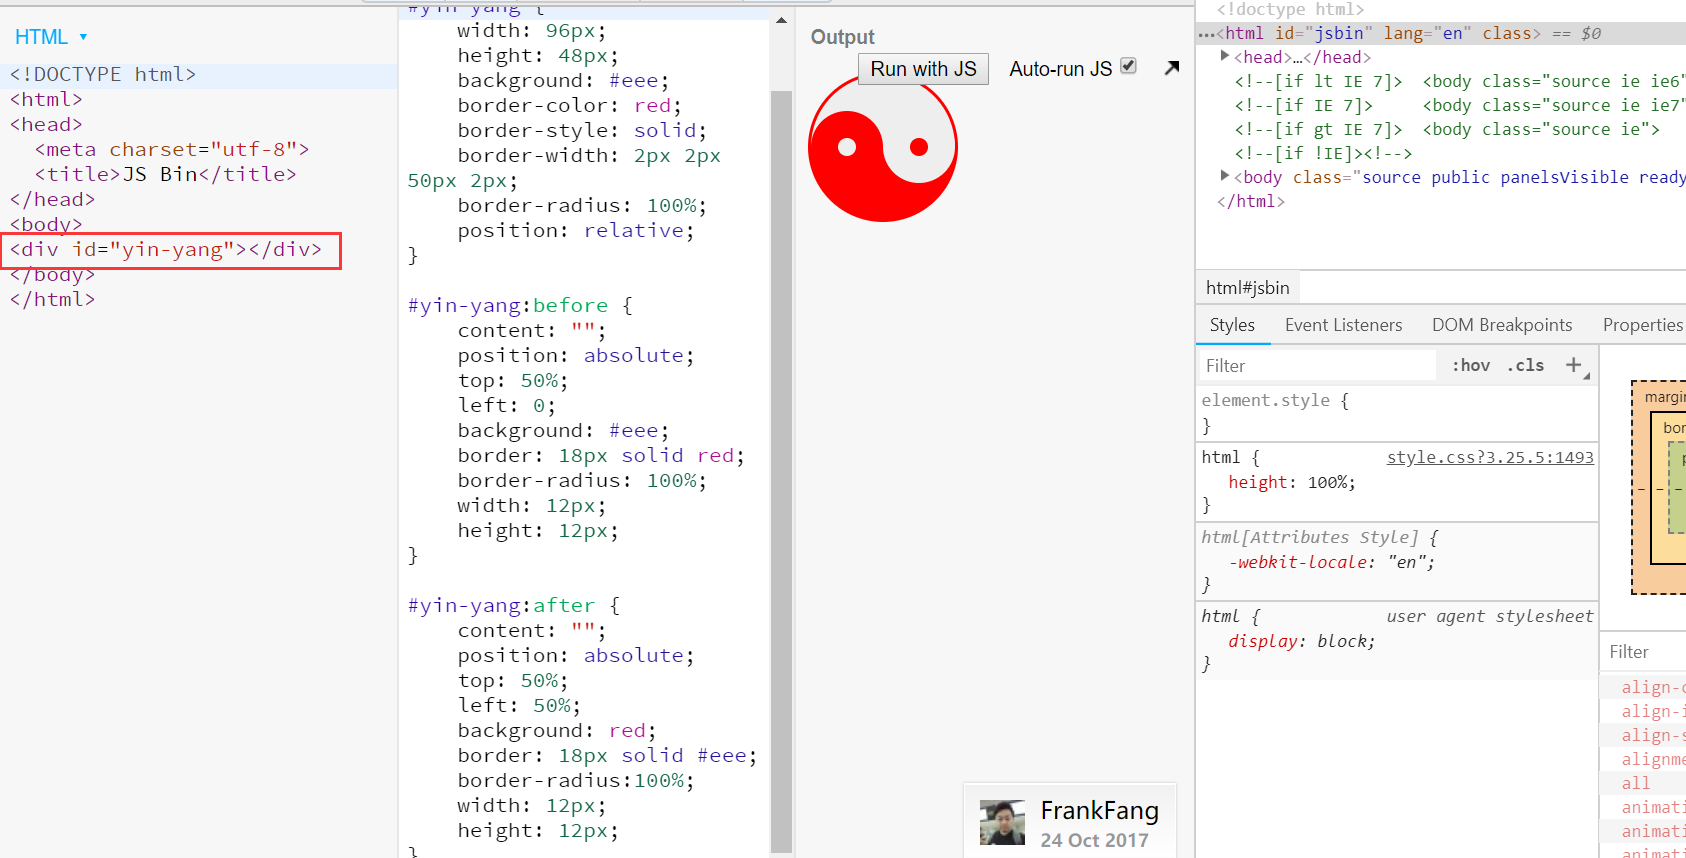 HTML
<!DOCTYPE html>
<html>
<head>
<meta charset="utf-8">
<title>JS Bin</title>
</head>
<body>
<div id="yin-yang"></div>
</body>
</html>
#yin-yang {
width: 96px;
height: 48px;
background: #eee;
border-color: red;
border-style: solid;
border-width: 2px 2px
50px 2px;
border-radius: 100%;
position: relative;
}
#yin-yang:before {
content: "";
position: absolute;
top: 50%;
left: 0;
background: #eee;
border: 18px solid red;
border-radius: 100%;
width: 12px;
height: 12px;
}
#yin-yang:after {
content: "";
position: absolute;
top: 50%;
left: 50%;
background: red;
border: 18px solid #eee;
border-radius:100%;
width: 12px;
height: 12px;
}
Output
Run with JS
Auto-run JS
FrankFang
24 Oct 2017
<!doctype html>
...<html id="jsbin" lang="en" class> == $0
<head>…</head>
<!--[if lt IE 7]> <body class="source ie ie6"
<!--[if IE 7]> <body class="source ie ie7"
<!--[if gt IE 7]> <body class="source ie">
<!--[if !IE]><!-->
<body class="source public panelsVisible ready
</html>
html#jsbin
Styles Event Listeners DOM Breakpoints Properties
Filter :hov .cls +
element.style {
}
html { style.css?3.25.5:1493
height: 100%;
}
html[Attributes Style] {
-webkit-locale: "en";
}
html { user agent stylesheet
display: block;
}
margin
bor
p
Filter
align-c
align-i
align-s
alignme
all
animati
animati
animati